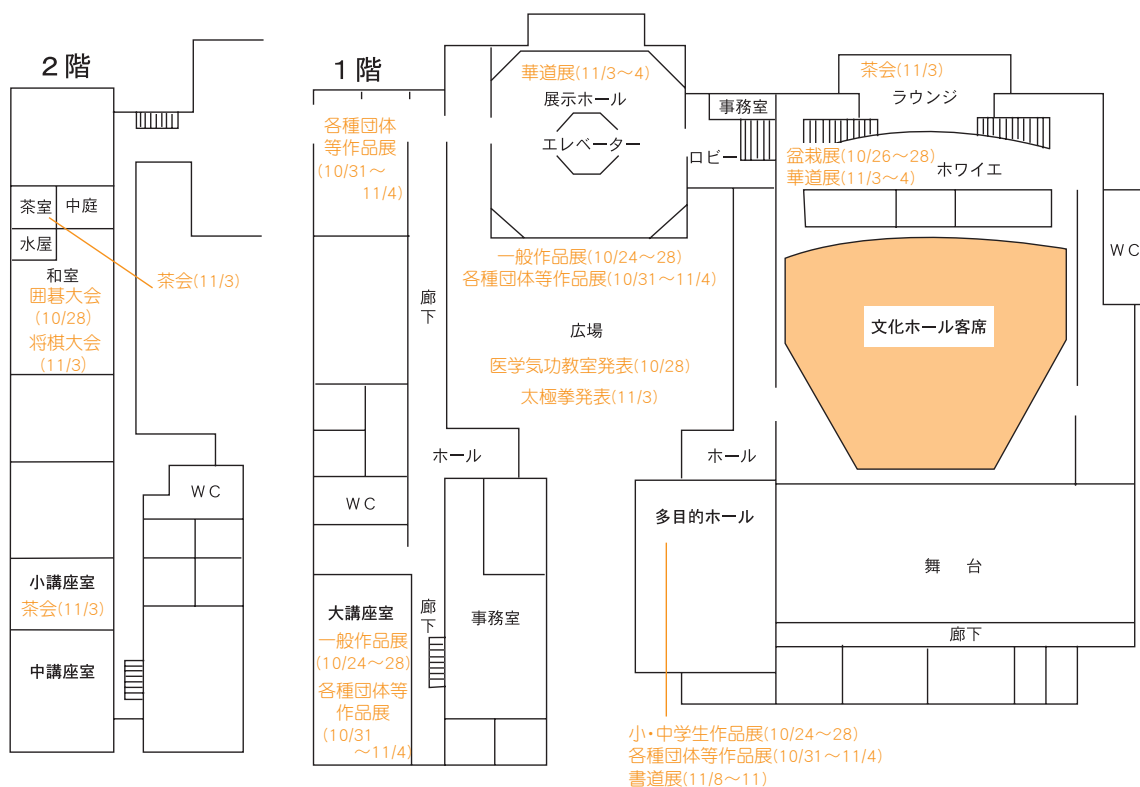 2階
茶室
中庭
水屋
和室
囲碁大会
(10/28)
将棋大会
(11/3)
茶会(11/3)
WC
小講座室
茶会(11/3)
中講座室
1階
各種団体
等作品展
(10/31〜
11/4)
廊下
WC
ホール
大講座室
一般作品展
(10/24〜28)
各種団体等
作品展
(10/31
〜11/4)
廊下
事務室
華道展(11/3〜4)
展示ホール
エレベーター
一般作品展(10/24〜28)
各種団体等作品展(10/31〜11/4)
広場
医学気功教室発表(10/28)
太極拳発表(11/3)
事務室
ロビー
茶会(11/3)
ラウンジ
盆栽展(10/26〜28)
華道展(11/3〜4)
ホワイエ
WC
文化ホール客席
ホール
多目的ホール
舞 台
廊下
小・中学生作品展(10/24〜28)
各種団体等作品展(10/31〜11/4)
書道展(11/8〜11)